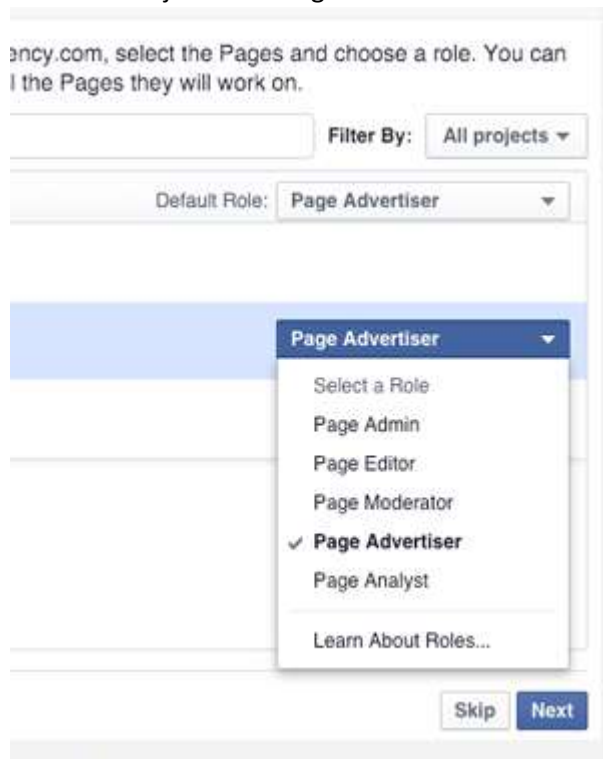 ency.com, select the Pages and choose a role. You can
l the Pages they will work on.
Filter By: All projects
Default Role: Page Advertiser
Page Advertiser
Select a Role
Page Admin
Page Editor
Page Moderator
Page Advertiser
Page Analyst
Learn About Roles...
Skip Next